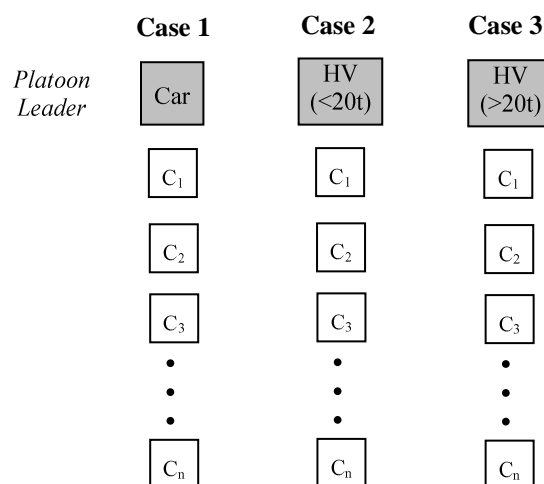 Case 1 Case 2 Case 3
Platoon
Leader
Car
HV
(<20t)
HV
(>20t)
C₁ C₁ C₁
C₂ C₂ C₂
C₃ C₃ C₃
Cₙ Cₙ Cₙ